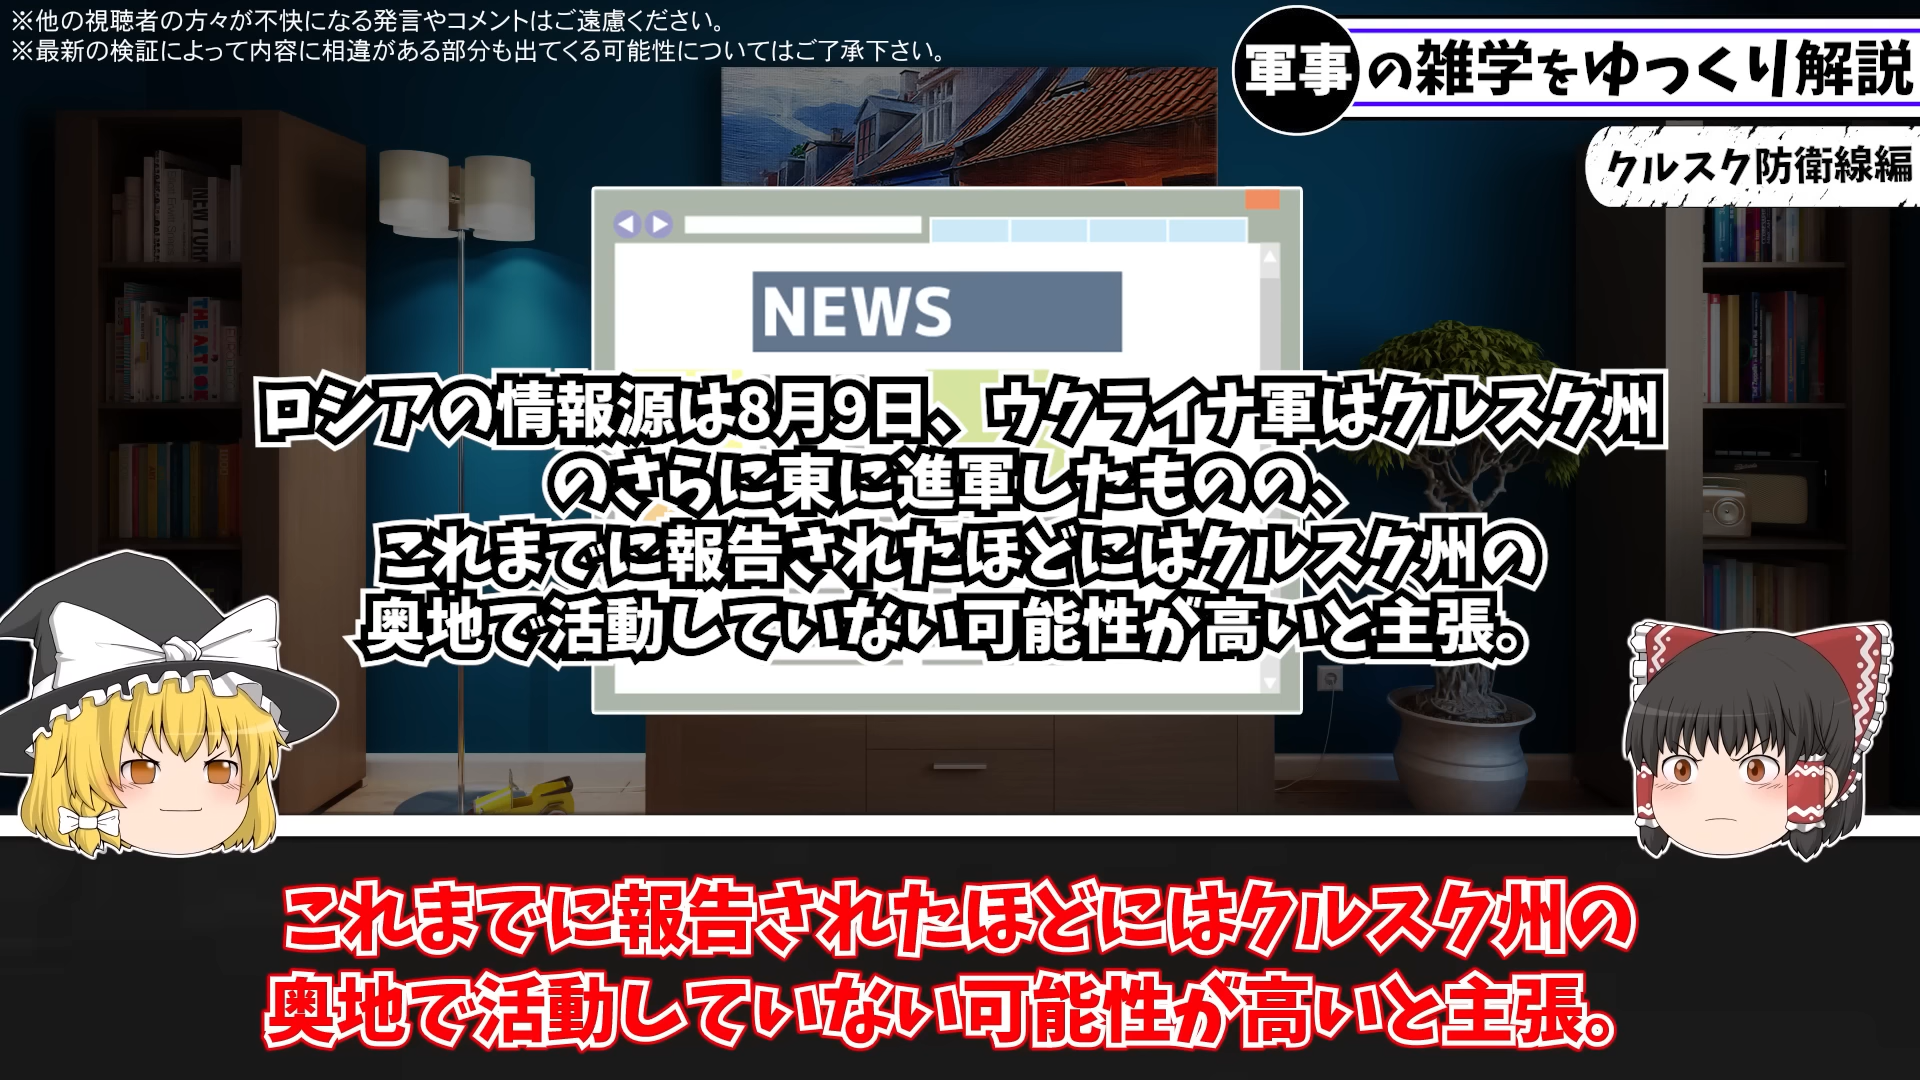 ※他の視聴者の方々が不快になる発言やコメントはご遠慮ください。
※最新の検証によって内容に相違がある部分も出てくる可能性についてはご了承下さい。
軍事の雑学をゆっくり解説
クルスク防衛線編
NEWS
ロシアの情報源は8月9日、ウクライナ軍はクルスク州
のさらに東に進軍したものの、
これまでに報告されたほどにはクルスク州の
奥地で活動していない可能性が高いと主張。
これまでに報告されたほどにはクルスク州の
奥地で活動していない可能性が高いと主張。